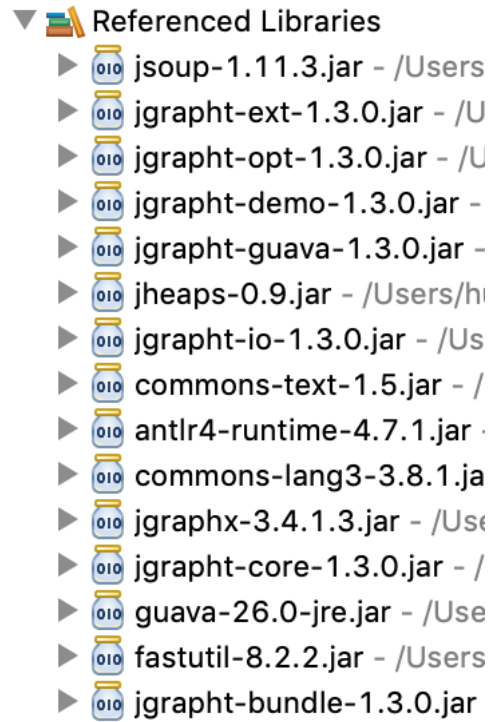 Referenced Libraries
jsoup-1.11.3.jar - /Users
jgrapht-ext-1.3.0.jar - /U
jgrapht-opt-1.3.0.jar - /U
jgrapht-demo-1.3.0.jar -
jgrapht-guava-1.3.0.jar -
jheaps-0.9.jar - /Users/hu
jgrapht-io-1.3.0.jar - /Us
commons-text-1.5.jar - /
antlr4-runtime-4.7.1.jar -
commons-lang3-3.8.1.ja
jgraphx-3.4.1.3.jar - /Use
jgrapht-core-1.3.0.jar - /
guava-26.0-jre.jar - /Use
fastutil-8.2.2.jar - /Users
jgrapht-bundle-1.3.0.jar